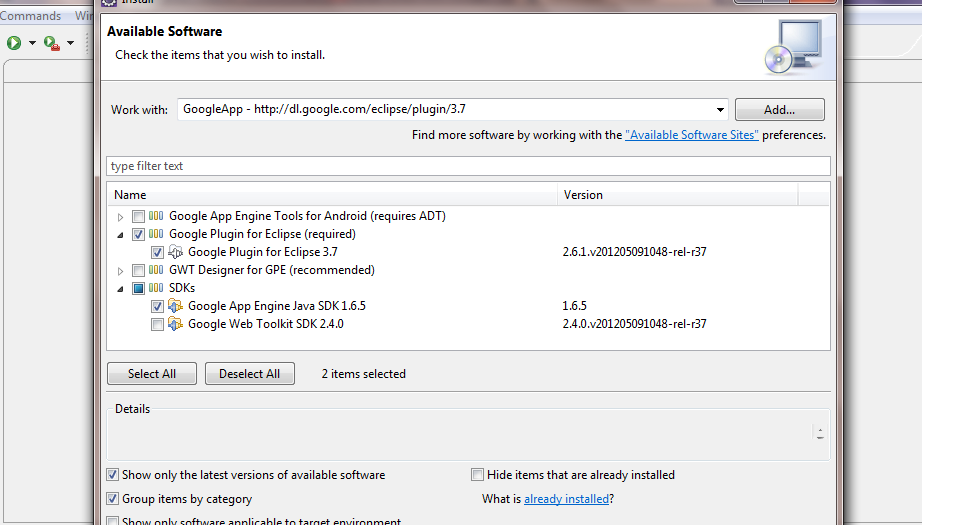 Install
Commands
Available Software
Check the items that you wish to install.
Work with:
GoogleApp - http://dl.google.com/eclipse/plugin/3.7
Add...
Find more software by working with the "Available Software Sites" preferences.
type filter text
Name
Version
Google App Engine Tools for Android (requires ADT)
Google Plugin for Eclipse (required)
Google Plugin for Eclipse 3.7
2.6.1.v201205091048-rel-r37
GWT Designer for GPE (recommended)
SDKs
Google App Engine Java SDK 1.6.5
1.6.5
Google Web Toolkit SDK 2.4.0
2.4.0.v201205091048-rel-r37
Select All
Deselect All
2 items selected
Details
Show only the latest versions of available software
Hide items that are already installed
Group items by category
What is already installed?
Show only software applicable to target environment